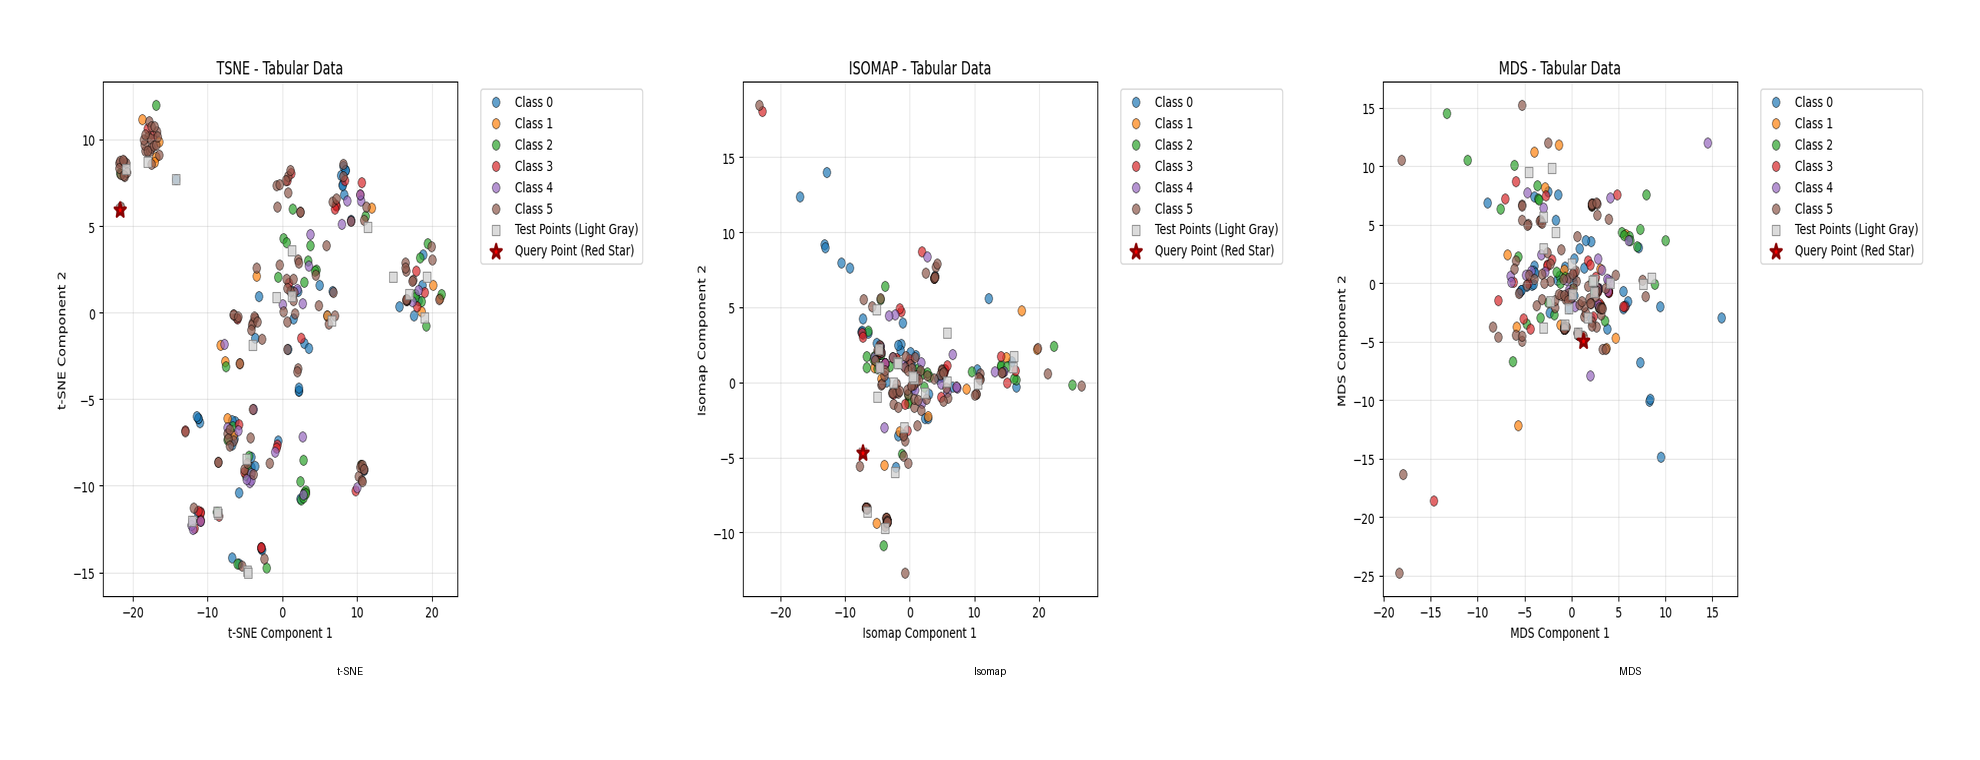 TSNE - Tabular Data
t-SNE Component 2
10
5
0
−5
−10
−15
−20
−10
0
10
20
t-SNE Component 1
Class 0
Class 1
Class 2
Class 3
Class 4
Class 5
Test Points (Light Gray)
Query Point (Red Star)
t-SNE
ISOMAP - Tabular Data
Isomap Component 2
15
10
5
0
−5
−10
−20
−10
0
10
20
Isomap Component 1
Class 0
Class 1
Class 2
Class 3
Class 4
Class 5
Test Points (Light Gray)
Query Point (Red Star)
Isomap
MDS - Tabular Data
MDS Component 2
15
10
5
0
−5
−10
−15
−20
−25
−20
−15
−10
−5
0
5
10
15
MDS Component 1
Class 0
Class 1
Class 2
Class 3
Class 4
Class 5
Test Points (Light Gray)
Query Point (Red Star)
MDS